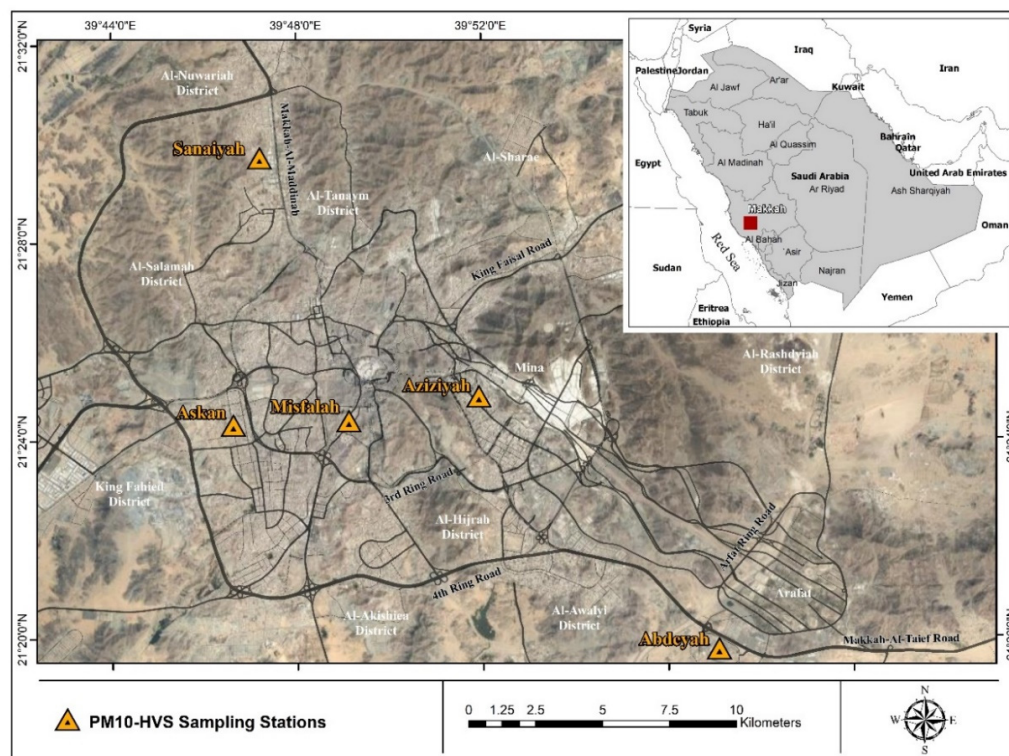 39°44'0"E
39°48'0"E
39°52'0"E
21°32'0"N
21°28'0"N
21°24'0"N
21°20'0"N
Al-Nuwariah
District
Sanaiyah
Makkah-Al-Maddinah
Al-Tanaym
District
Al-Sharae
Al-Salamah
District
King Faisal Road
Al-Rashdyiah
District
Mina
Aziziyah
Askan
Misfalah
King Fahied
District
3rd Ring Road
Al-Hijrah
District
Arfat Ring Road
Arafat
4th Ring Road
Al-Akishiea
District
Al-Awalyi
District
Abdeyah
Makkah-Al-Taief Road
Syria
Iraq
Iran
Palestine
Jordan
Kuwait
Al Jawf
Ar'ar
Tabuk
Ha'il
Al Quassim
Bahrain
Qatar
Egypt
Al Madinah
Saudi Arabia
Ar Riyad
United Arab Emirates
Ash Sharqiyah
Makkah
Oman
Al Bahah
Asir
Red Sea
Najran
Jizan
Sudan
Yemen
Eritrea
Ethiopia
PM10-HVS Sampling Stations
0 1.25 2.5 5 7.5 10
Kilometers
N
W E
S